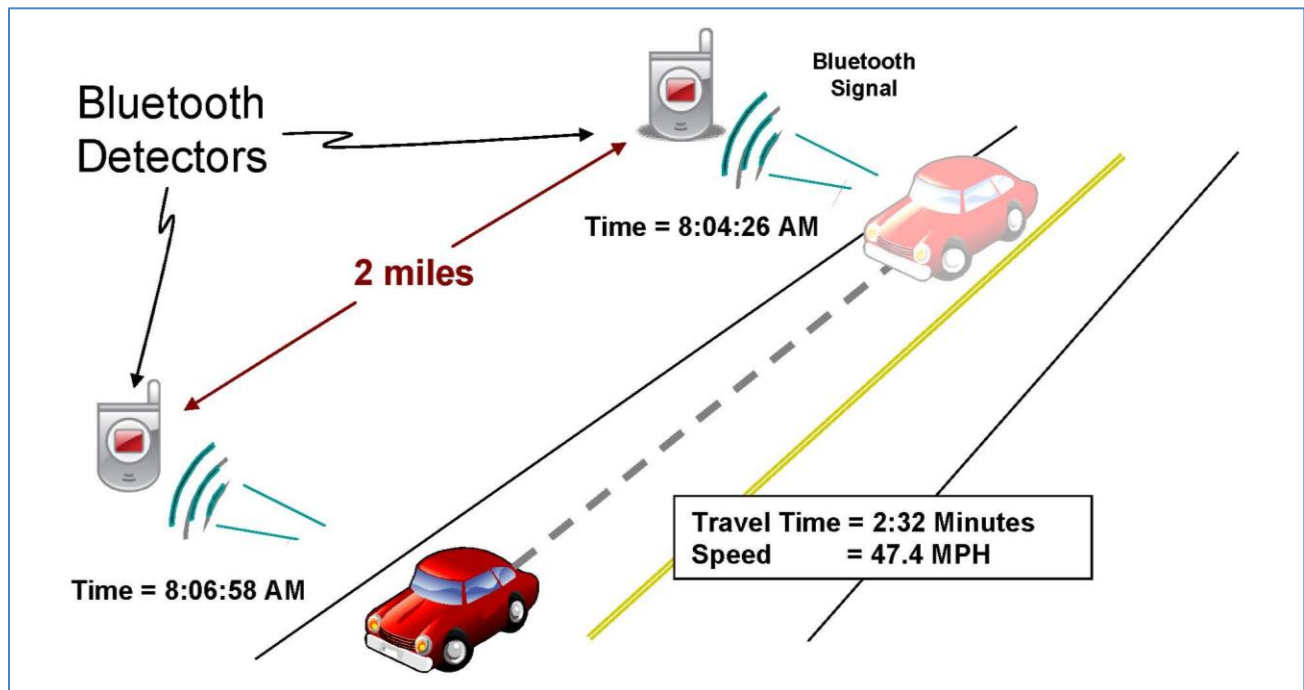 Bluetooth
Detectors
Bluetooth
Signal
Time = 8:04:26 AM
2 miles
Time = 8:06:58 AM
Travel Time = 2:32 Minutes
Speed = 47.4 MPH